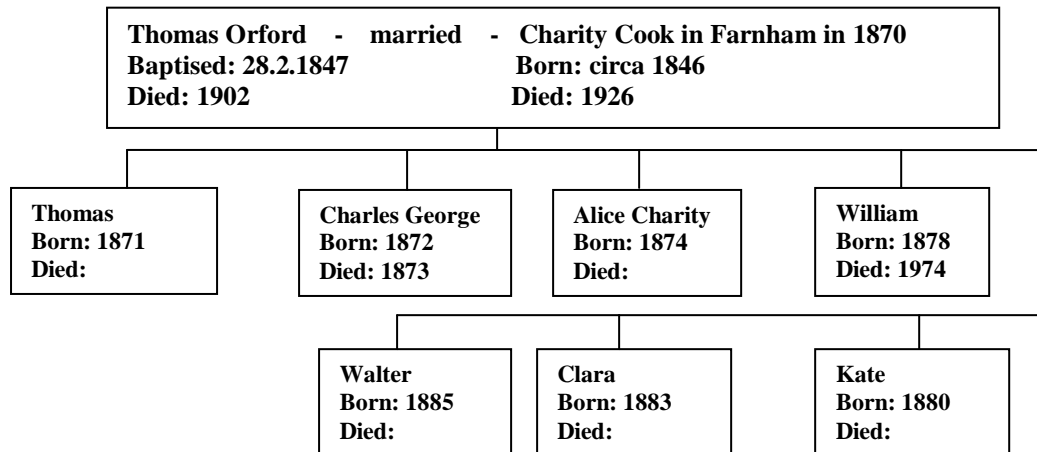 Thomas Orford - married - Charity Cook in Farnham in 1870
Baptised: 28.2.1847 Born: circa 1846
Died: 1902 Died: 1926
Thomas
Born: 1871
Died:
Charles George
Born: 1872
Died: 1873
Alice Charity
Born: 1874
Died:
William
Born: 1878
Died: 1974
Walter
Born: 1885
Died:
Clara
Born: 1883
Died:
Kate
Born: 1880
Died: